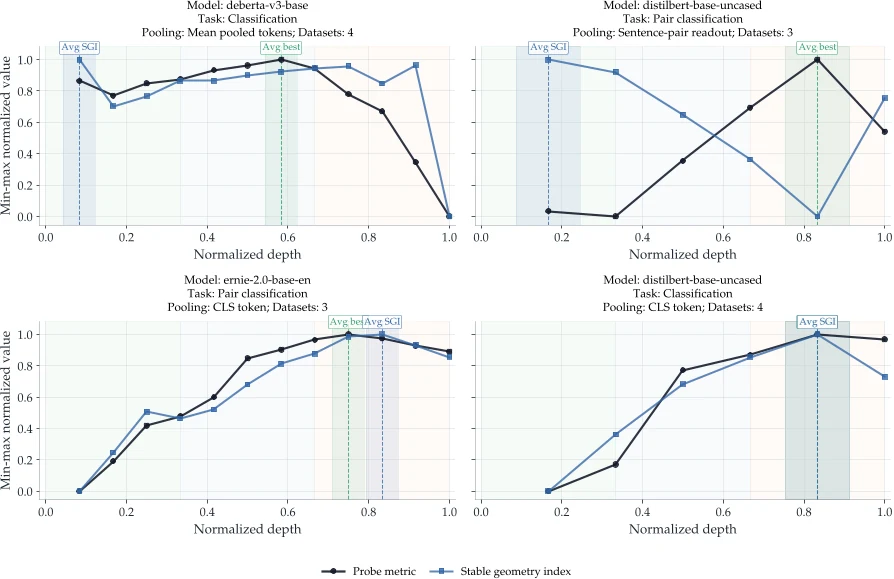 Model: deberta-v3-base
Task: Classification
Pooling: Mean pooled tokens; Datasets: 4
Avg SGI
Avg best
Min-max normalized value
1.0
0.8
0.6
0.4
0.2
0.0
0.0 0.2 0.4 0.6 0.8 1.0
Normalized depth
Model: distilbert-base-uncased
Task: Pair classification
Pooling: Sentence-pair readout; Datasets: 3
Avg SGI
Avg best
0.0 0.2 0.4 0.6 0.8 1.0
Normalized depth
Model: ernie-2.0-base-en
Task: Pair classification
Pooling: CLS token; Datasets: 3
Avg best
Avg SGI
Min-max normalized value
1.0
0.8
0.6
0.4
0.2
0.0
0.0 0.2 0.4 0.6 0.8 1.0
Normalized depth
Model: distilbert-base-uncased
Task: Classification
Pooling: CLS token; Datasets: 4
Avg SGI
0.0 0.2 0.4 0.6 0.8 1.0
Normalized depth
Probe metric
Stable geometry index